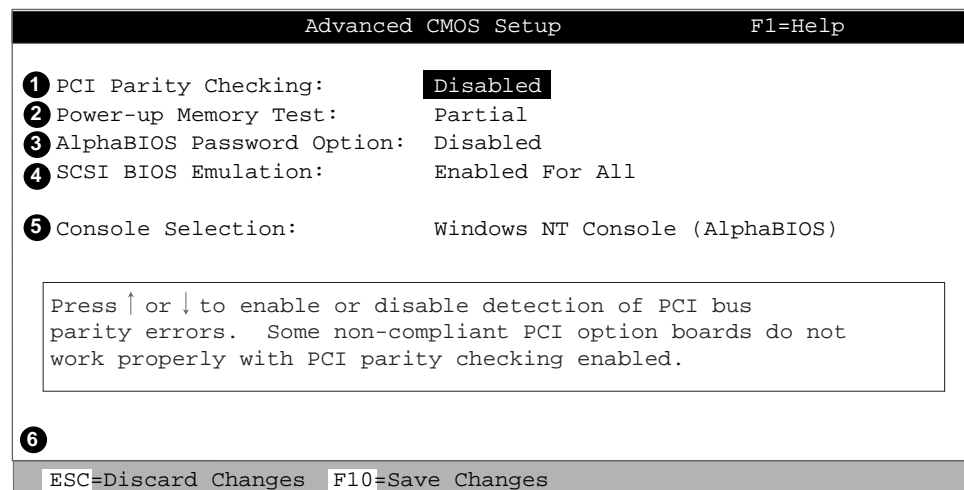 Advanced CMOS Setup F1=Help
1 PCI Parity Checking: Disabled
2 Power-up Memory Test: Partial
3 AlphaBIOS Password Option: Disabled
4 SCSI BIOS Emulation: Enabled For All
5 Console Selection: Windows NT Console (AlphaBIOS)
Press ↑ or ↓ to enable or disable detection of PCI bus
parity errors. Some non-compliant PCI option boards do not
work properly with PCI parity checking enabled.
6
ESC=Discard Changes F10=Save Changes